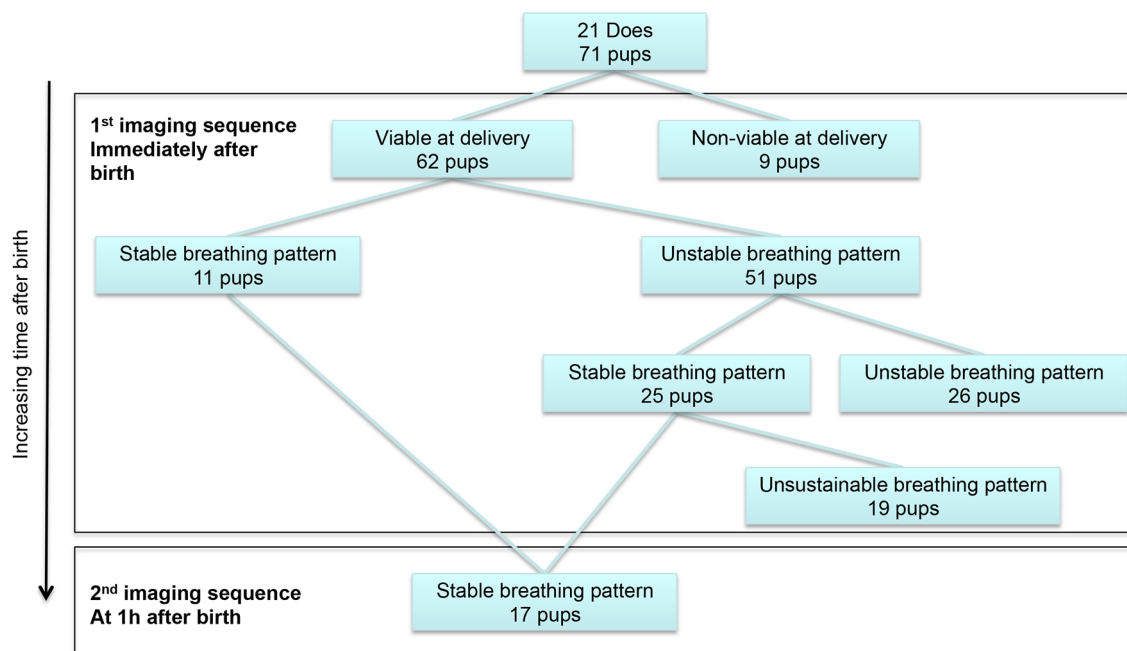 21 Does
71 pups
1st imaging sequence
Immediately after
birth
Viable at delivery
62 pups
Non-viable at delivery
9 pups
Stable breathing pattern
11 pups
Unstable breathing pattern
51 pups
Stable breathing pattern
25 pups
Unstable breathing pattern
26 pups
Unsustainable breathing pattern
19 pups
Increasing time after birth
2nd imaging sequence
At 1h after birth
Stable breathing pattern
17 pups